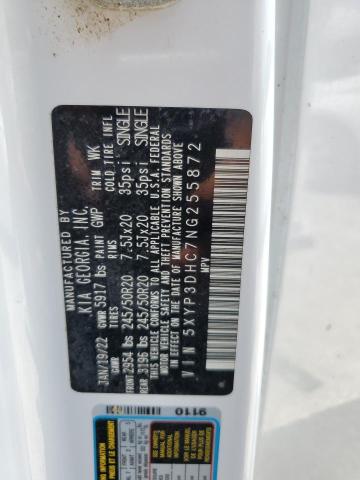 MANUFACTURED BY
KIA GEORGIA, INC.
JAN/19/22 GVWR 5917 lbs PAINT GWP TRIM WK
GAWR TIRES RIMS COLD TIRE INFL
FRONT 2954 lbs 245/50R20 7.5Jx20 35psi SINGLE
REAR 3196 lbs 245/50R20 7.5Jx20 35psi SINGLE
THIS VEHICLE CONFORMS TO ALL APPLICABLE U.S.A. FEDERAL
MOTOR VEHICLE SAFETY AND THEFT PREVENTION STANDARDS
IN EFFECT ON THE DATE OF MANUFACTURE SHOWN ABOVE.
VIN 5XYP3DHC7NG255872
MPV
9110